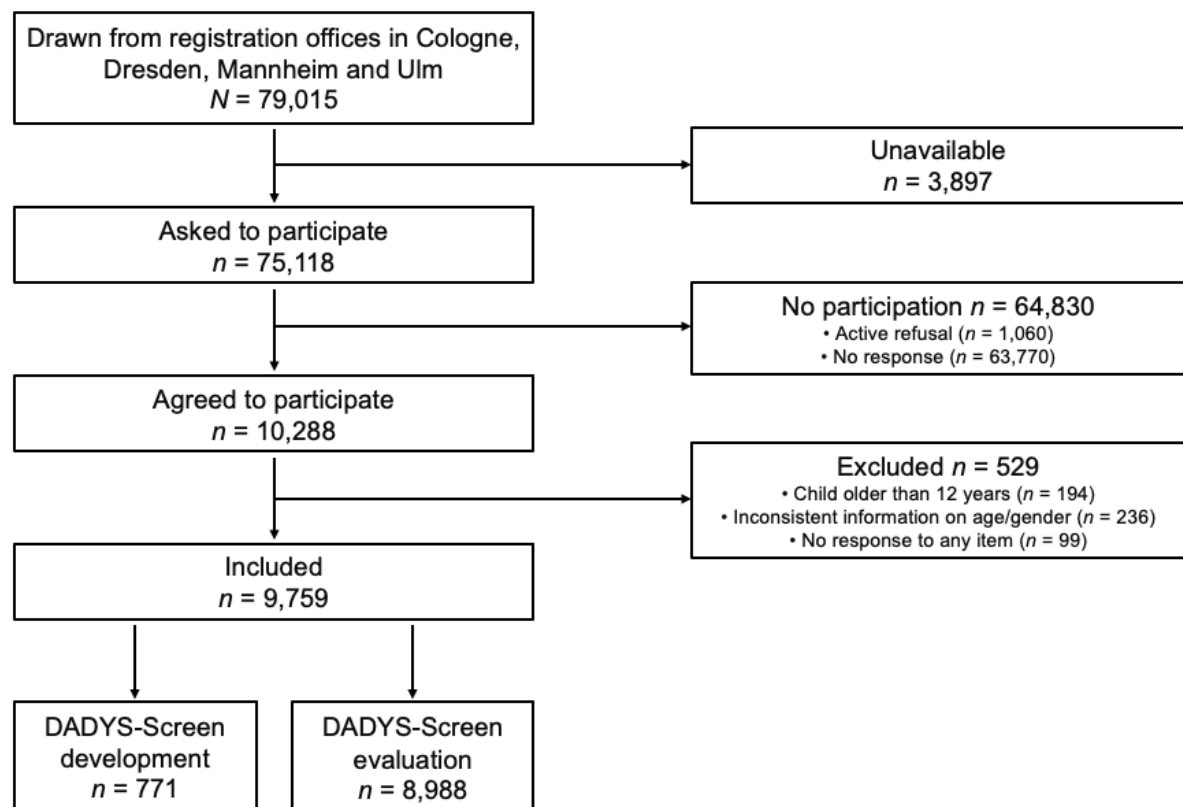 Drawn from registration offices in Cologne,
Dresden, Mannheim and Ulm
N = 79,015
Unavailable
n = 3,897
Asked to participate
n = 75,118
No participation n = 64,830
• Active refusal (n = 1,060)
• No response (n = 63,770)
Agreed to participate
n = 10,288
Excluded n = 529
• Child older than 12 years (n = 194)
• Inconsistent information on age/gender (n = 236)
• No response to any item (n = 99)
Included
n = 9,759
DADYS-Screen
development
n = 771
DADYS-Screen
evaluation
n = 8,988